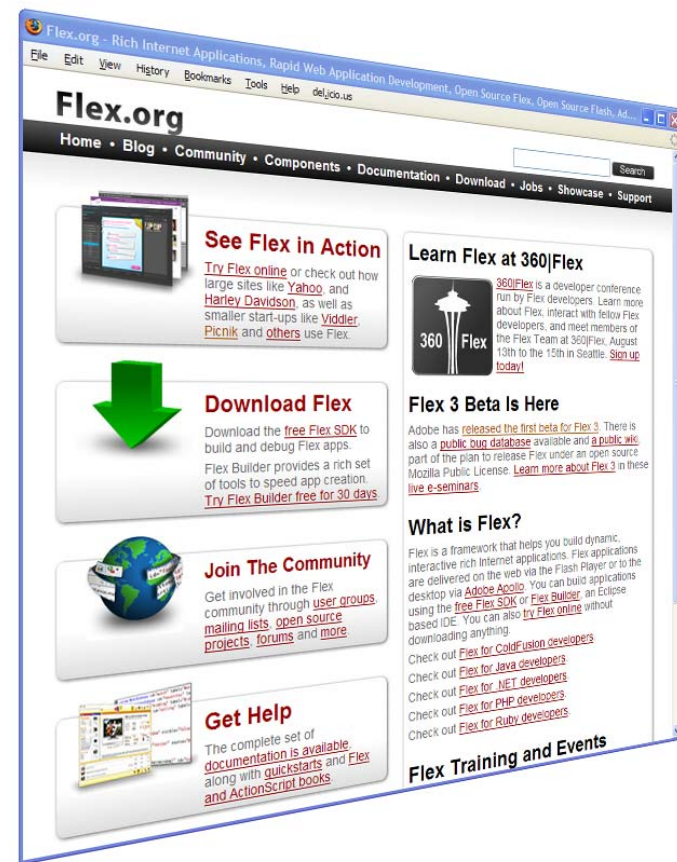 Flex.org - Rich Internet Applications, Rapid Web Application Development, Open Source Flex, Open Source Flash, Ad...
File Edit View History Bookmarks Tools Help del.icio.us
Flex.org
Search
Home • Blog • Community • Components • Documentation • Download • Jobs • Showcase • Support
See Flex in Action
Try Flex online or check out how
large sites like Yahoo, and
Harley Davidson, as well as
smaller start-ups like Viddler,
Picnik and others use Flex.
Download Flex
Download the free Flex SDK to
build and debug Flex apps.
Flex Builder provides a rich set
of tools to speed app creation.
Try Flex Builder free for 30 days.
Join The Community
Get involved in the Flex
community through user groups,
mailing lists, open source
projects, forums and more.
Get Help
The complete set of
documentation is available,
along with quickstarts and Flex
and ActionScript books.
Learn Flex at 360|Flex
360 Flex
360|Flex is a developer conference
run by Flex developers. Learn more
about Flex, interact with fellow Flex
developers, and meet members of
the Flex Team at 360|Flex, August
13th to the 15th in Seattle. Sign up
today!
Flex 3 Beta Is Here
Adobe has released the first beta for Flex 3. There is
also a public bug database available and a public wiki,
part of the plan to release Flex under an open source
Mozilla Public License. Learn more about Flex 3 in these
live e-seminars.
What is Flex?
Flex is a framework that helps you build dynamic,
interactive rich Internet applications. Flex applications
are delivered on the web via the Flash Player or to the
desktop via Adobe Apollo. You can build applications
using the free Flex SDK or Flex Builder, an Eclipse
based IDE. You can also try Flex online without
downloading anything.
Check out Flex for ColdFusion developers.
Check out Flex for Java developers.
Check out Flex for .NET developers.
Check out Flex for PHP developers.
Check out Flex for Ruby developers.
Flex Training and Events